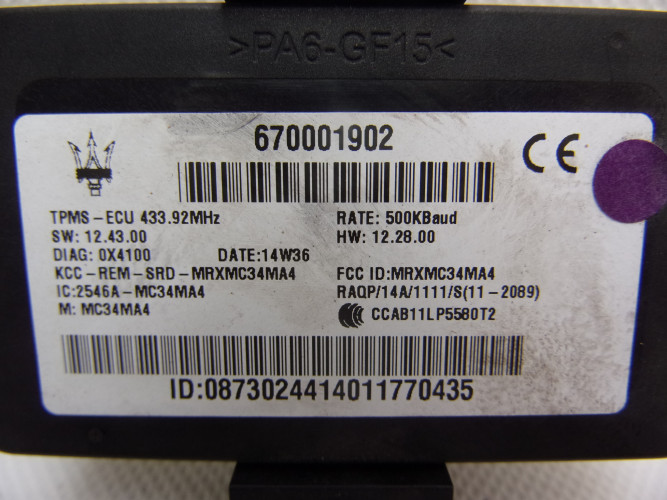 >PA6-GF15<
670001902
CE
TPMS-ECU 433.92MHz RATE: 500KBaud
SW: 12.43.00 HW: 12.28.00
DIAG: 0X4100 DATE:14W36
KCC-REM-SRD-MRXMC34MA4 FCC ID:MRXMC34MA4
IC:2546A-MC34MA4 RAQP/14A/1111/S(11-2089)
M: MC34MA4 CCAB11LP5580T2
ID:0873024414011770435